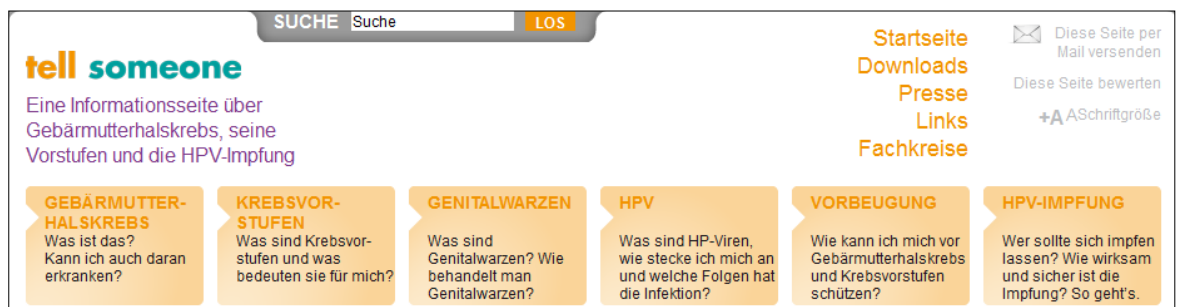 SUCHE Suche LOS
tell someone
Eine Informationsseite über
Gebärmutterhalskrebs, seine
Vorstufen und die HPV-Impfung
Startseite
Downloads
Presse
Links
Fachkreise
Diese Seite per
Mail versenden
Diese Seite bewerten
+A ASchriftgröße
GEBÄRMUTTER-
HALSKREBS
Was ist das?
Kann ich auch daran
erkranken?
KREBSVOR-
STUFEN
Was sind Krebsvor-
stufen und was
bedeuten sie für mich?
GENITALWARZEN
Was sind
Genitalwarzen? Wie
behandelt man
Genitalwarzen?
HPV
Was sind HP-Viren,
wie stecke ich mich an
und welche Folgen hat
die Infektion?
VORBEUGUNG
Wie kann ich mich vor
Gebärmutterhalskrebs
und Krebsvorstufen
schützen?
HPV-IMPFUNG
Wer sollte sich impfen
lassen? Wie wirksam
und sicher ist die
Impfung? So geht's.